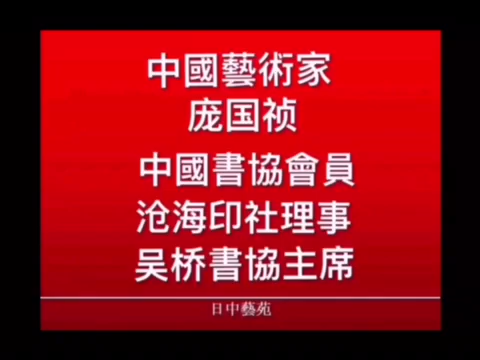 中國藝術家
庞国祯
中國書協會員
沧海印社理事
吴桥書協主席
日中藝苑